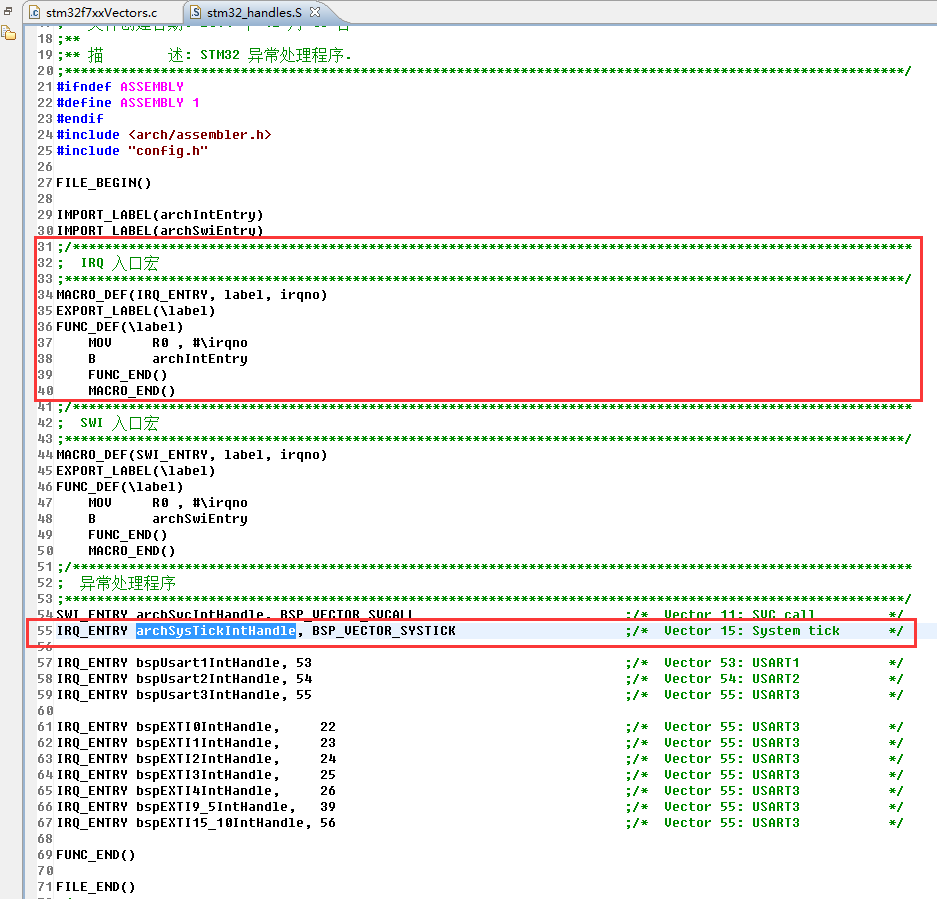 stm32f7xxVectors.c stm32_handles.S
18 ;**
19 ;** 描 述: STM32 异常处理程序.
20 ;*********************************************************************************************************/
21 #ifndef ASSEMBLY
22 #define ASSEMBLY 1
23 #endif
24 #include <arch/assembler.h>
25 #include "config.h"
26
27 FILE_BEGIN()
28
29 IMPORT_LABEL(archIntEntry)
30 IMPORT_LABEL(archSwiEntry)
31 ;/*********************************************************************************************************
32 ;  IRQ 入口宏
33 ;*********************************************************************************************************/
34 MACRO_DEF(IRQ_ENTRY, label, irqno)
35 EXPORT_LABEL(\label)
36 FUNC_DEF(\label)
37     MOV     R0 , #\irqno
38     B       archIntEntry
39     FUNC_END()
40     MACRO_END()
41 ;/*********************************************************************************************************
42 ;  SWI 入口宏
43 ;*********************************************************************************************************/
44 MACRO_DEF(SWI_ENTRY, label, irqno)
45 EXPORT_LABEL(\label)
46 FUNC_DEF(\label)
47     MOV     R0 , #\irqno
48     B       archSwiEntry
49     FUNC_END()
50     MACRO_END()
51 ;/*********************************************************************************************************
52 ;  异常处理程序
53 ;*********************************************************************************************************/
54 SWI_ENTRY archSvcIntHandle, BSP_VECTOR_SVCALL ;/*  Vector 11: SVC call */
55 IRQ_ENTRY archSysTickIntHandle, BSP_VECTOR_SYSTICK ;/*  Vector 15: System tick */
56
57 IRQ_ENTRY bspUsart1IntHandle, 53 ;/*  Vector 53: USART1 */
58 IRQ_ENTRY bspUsart2IntHandle, 54 ;/*  Vector 54: USART2 */
59 IRQ_ENTRY bspUsart3IntHandle, 55 ;/*  Vector 55: USART3 */
60
61 IRQ_ENTRY bspEXTI0IntHandle,     22 ;/*  Vector 55: USART3 */
62 IRQ_ENTRY bspEXTI1IntHandle,     23 ;/*  Vector 55: USART3 */
63 IRQ_ENTRY bspEXTI2IntHandle,     24 ;/*  Vector 55: USART3 */
64 IRQ_ENTRY bspEXTI3IntHandle,     25 ;/*  Vector 55: USART3 */
65 IRQ_ENTRY bspEXTI4IntHandle,     26 ;/*  Vector 55: USART3 */
66 IRQ_ENTRY bspEXTI9_5IntHandle,   39 ;/*  Vector 55: USART3 */
67 IRQ_ENTRY bspEXTI15_10IntHandle, 56 ;/*  Vector 55: USART3 */
68
69 FUNC_END()
70
71 FILE_END()